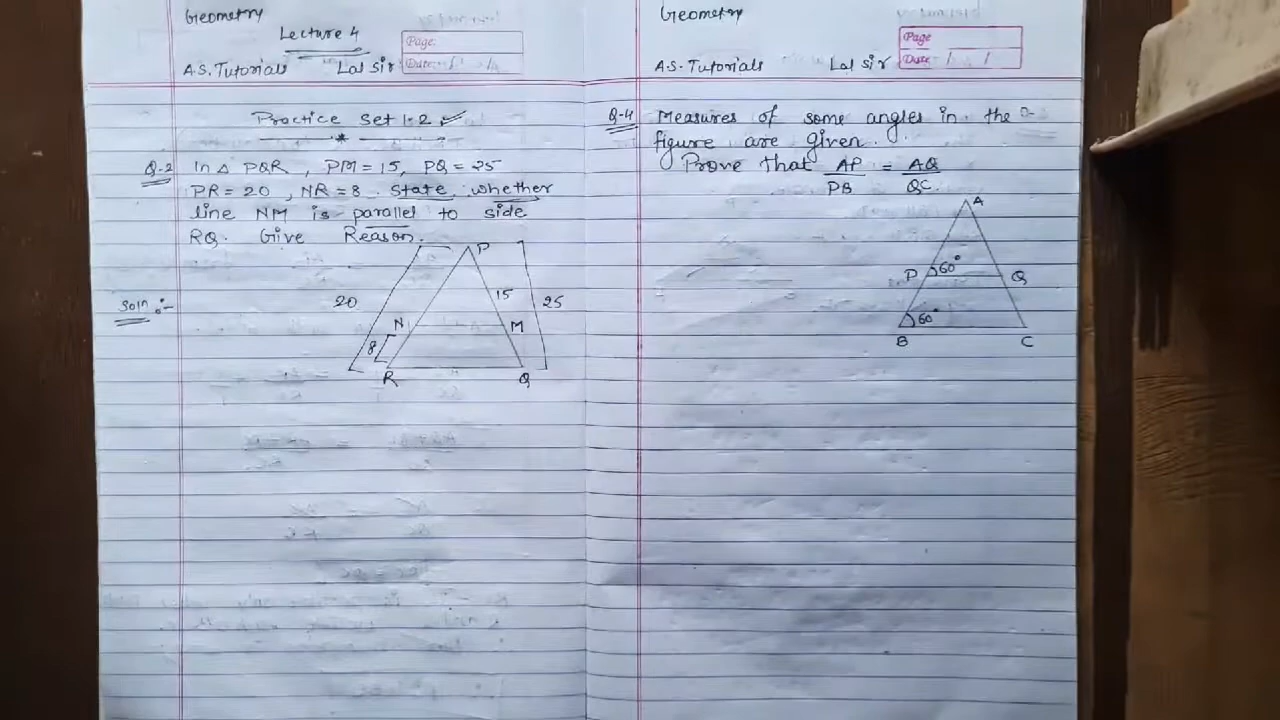 Geometry
Lecture 4
Page:
Date: / /
A.S. Tutorials Lal Sir
Practice Set 1.2 ✓
Q-2 In △ PQR, PM = 15, PQ = 25
PR = 20, NR = 8. State whether
line NM is parallel to side
RQ. Give Reason.
Soln :-
P
20
15
25
N
M
8
R
Q
Geometry
Page
Date / /
A.S. Tutorials Lal Sir
Q-4 Measures of some angles in the
figure are given.
Prove that AP/PB = AQ/QC.
A
P 60° Q
60°
B C